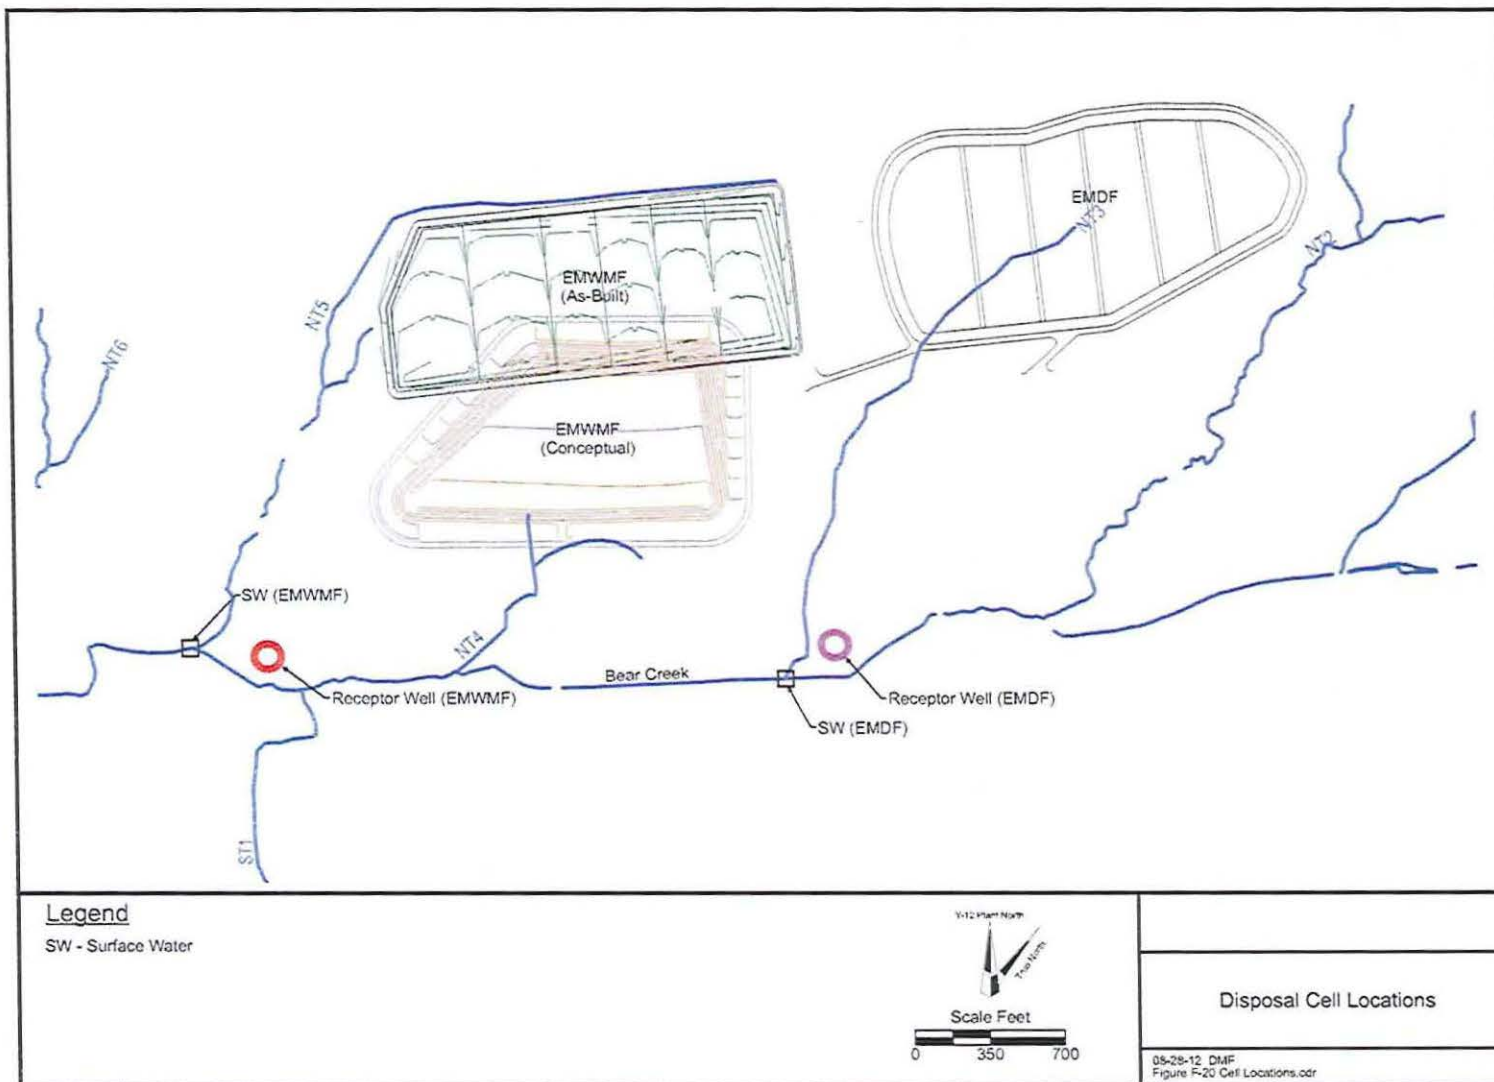 EMDF
NT3
NT2
EMWMF
(As-Built)
NT5
NT6
EMWMF
(Conceptual)
SW (EMWMF)
NT4
Receptor Well (EMWMF)
Bear Creek
Receptor Well (EMDF)
SW (EMDF)
ST1
Legend
SW - Surface Water
Y-12 Plant North
True North
Scale Feet
0 350 700
Disposal Cell Locations
08-28-12 DMF
Figure F-20 Cell Locations.cdr